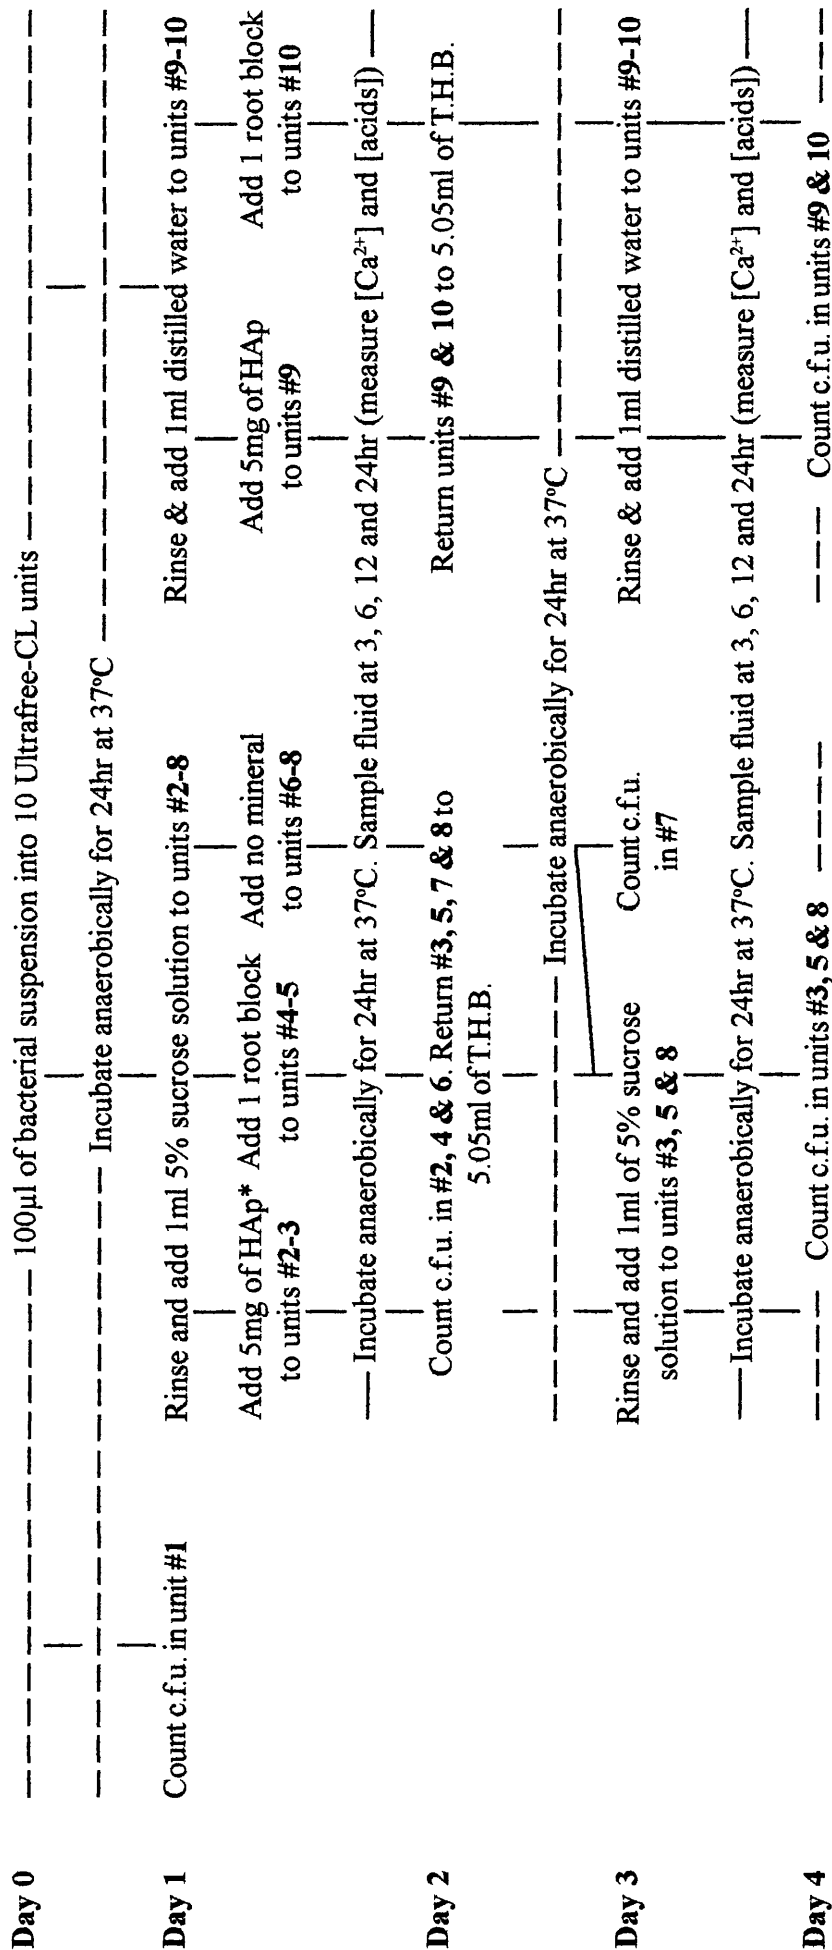 Day 0 100μl of bacterial suspension into 10 Ultrafree-CL units
Incubate anaerobically for 24hr at 37ºC
Day 1 Count c.f.u. in unit #1 Rinse and add 1ml 5% sucrose solution to units #2-8 Rinse & add 1ml distilled water to units #9-10
Add 5mg of HAp* Add 1 root block Add no mineral Add 5mg of HAp Add 1 root block
to units #2-3 to units #4-5 to units #6-8 to units #9 to units #10
Incubate anaerobically for 24hr at 37ºC. Sample fluid at 3, 6, 12 and 24hr (measure [Ca²⁺] and [acids])
Day 2 Count c.f.u. in #2, 4 & 6. Return #3, 5, 7 & 8 to Return units #9 & 10 to 5.05ml of T.H.B.
5.05ml of T.H.B.
Incubate anaerobically for 24hr at 37ºC
Day 3 Rinse and add 1ml of 5% sucrose Count c.f.u. Rinse & add 1ml distilled water to units #9-10
solution to units #3, 5 & 8 in #7
Incubate anaerobically for 24hr at 37ºC. Sample fluid at 3, 6, 12 and 24hr (measure [Ca²⁺] and [acids])
Day 4 Count c.f.u. in units #3, 5 & 8 Count c.f.u. in units #9 & 10